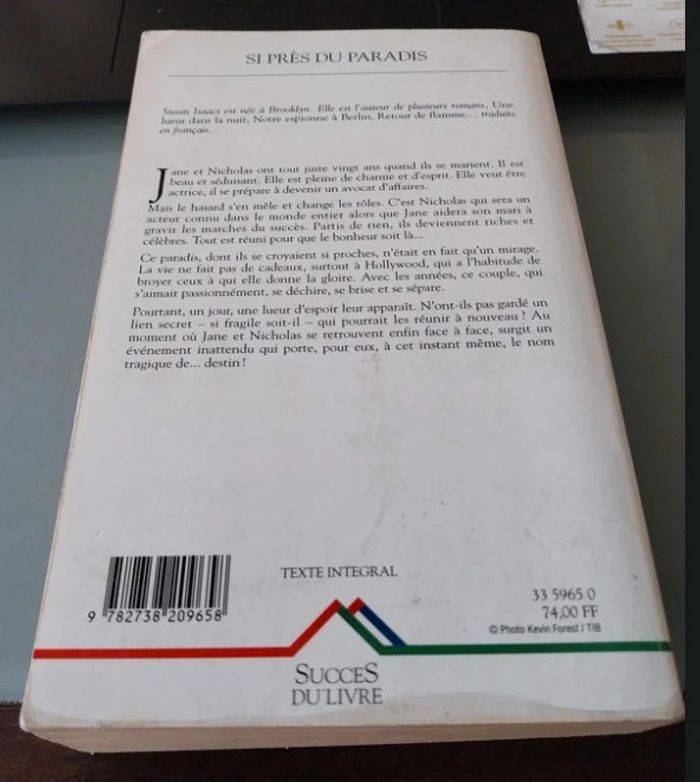 SI PRÈS DU PARADIS
Susan Isaacs est née à Brooklyn. Elle est l'auteur de plusieurs romans, Une
lueur dans la nuit, Notre espionne à Berlin, Retour de flamme... traduits
en français.
Jane et Nicholas ont tout juste vingt ans quand ils se marient. Il est
beau et séduisant. Elle est pleine de charme et d'esprit. Elle veut être
actrice, il se prépare à devenir un avocat d'affaires.
Mais le hasard s'en mêle et change les rôles. C'est Nicholas qui sera un
acteur connu dans le monde entier alors que Jane aidera son mari à
gravir les marches du succès. Partis de rien, ils deviennent riches et
célèbres. Tout est réuni pour que le bonheur soit là...
Ce paradis, dont ils se croyaient si proches, n'était en fait qu'un mirage.
La vie ne fait pas de cadeaux, surtout à Hollywood, qui a l'habitude de
broyer ceux à qui elle donne la gloire. Avec les années, ce couple, qui
s'aimait passionnément, se déchire, se brise et se sépare.
Pourtant, un jour, une lueur d'espoir leur apparaît. N'ont-ils pas gardé un
lien secret – si fragile soit-il – qui pourrait les réunir à nouveau ? Au
moment où Jane et Nicholas se retrouvent enfin face à face, surgit un
événement inattendu qui porte, pour eux, à cet instant même, le nom
tragique de... destin !
TEXTE INTEGRAL
33 5965 0
74,00 FF
© Photo Kevin Forest / TIB
9 782738 209658
SUCCES
DU LIVRE